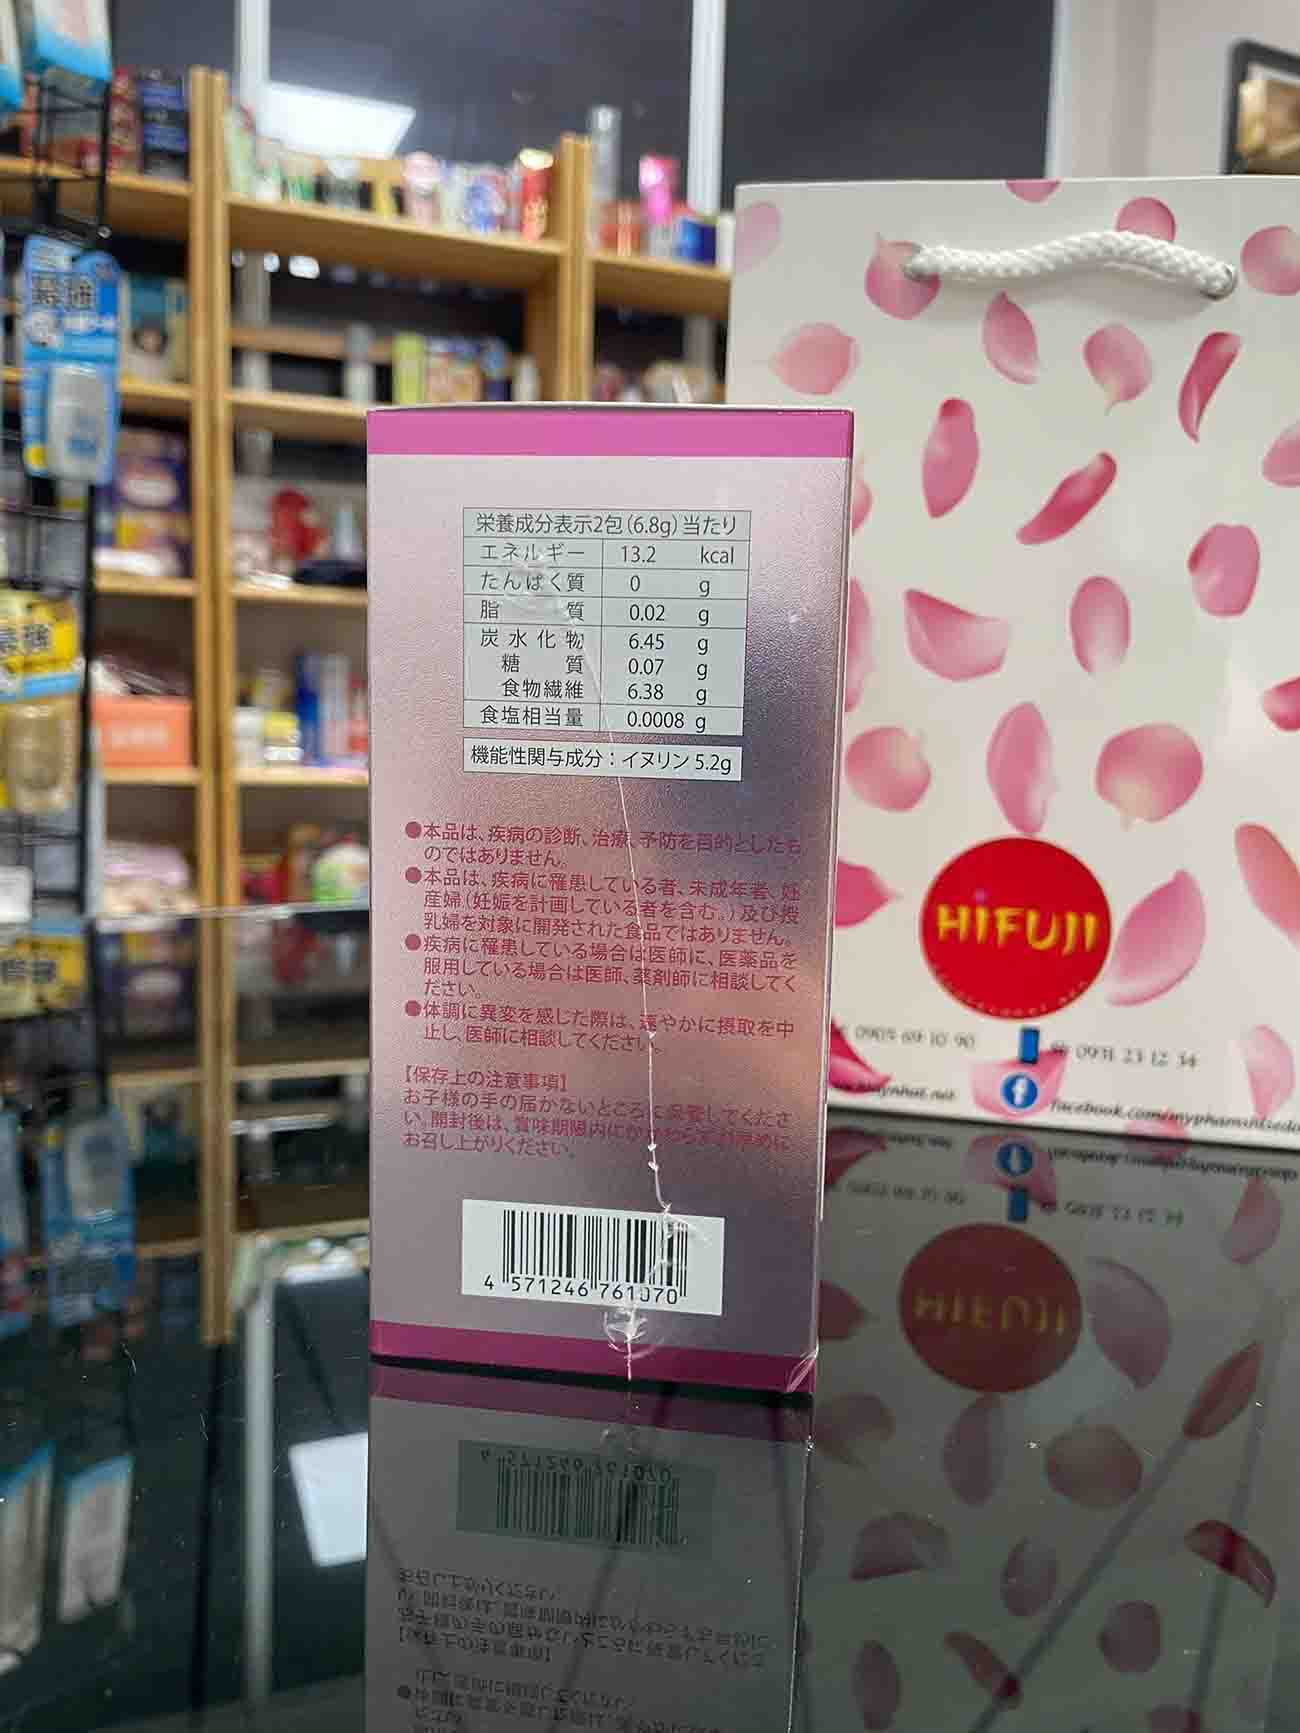 栄養成分表示2包(6.8g)当たり
エネルギー 13.2 kcal
たんぱく質 0 g
脂質 0.02 g
炭水化物 6.45 g
糖質 0.07 g
食物繊維 6.38 g
食塩相当量 0.0008 g
機能性関与成分：イヌリン 5.2g
●本品は、疾病の診断、治療、予防を目的としたも
のではありません。
●本品は、疾病に罹患している者、未成年者、妊
産婦(妊娠を計画している者を含む。)及び授
乳婦を対象に開発された食品ではありません。
●疾病に罹患している場合は医師に、医薬品を
服用している場合は医師、薬剤師に相談してく
ださい。
●体調に異変を感じた際は、速やかに摂取を中
止し、医師に相談してください。
【保存上の注意事項】
お子様の手の届かないところに保管してくださ
い。開封後は、賞味期限内にかかわらずお早めに
お召し上がりください。
4 571246 761070
HIFUJI
0905 69 10 90
0931 23 12 34